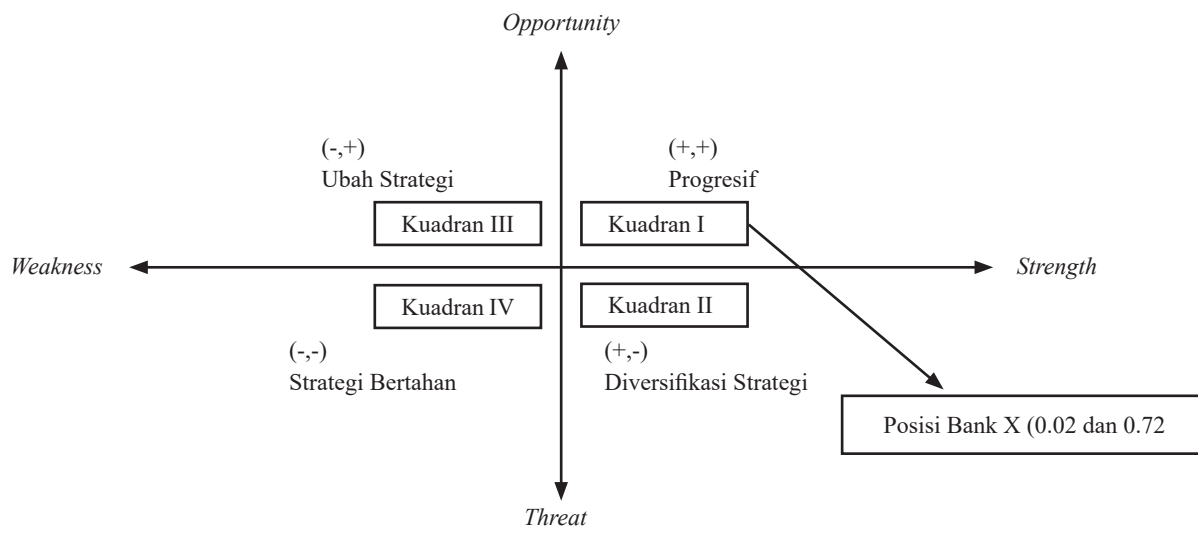 Opportunity
(-,+)
Ubah Strategi
(+,+)
Progresif
Kuadran III
Kuadran I
Weakness
Strength
Kuadran IV
Kuadran II
(-,-)
Strategi Bertahan
(+,-)
Diversifikasi Strategi
Posisi Bank X (0.02 dan 0.72
Threat